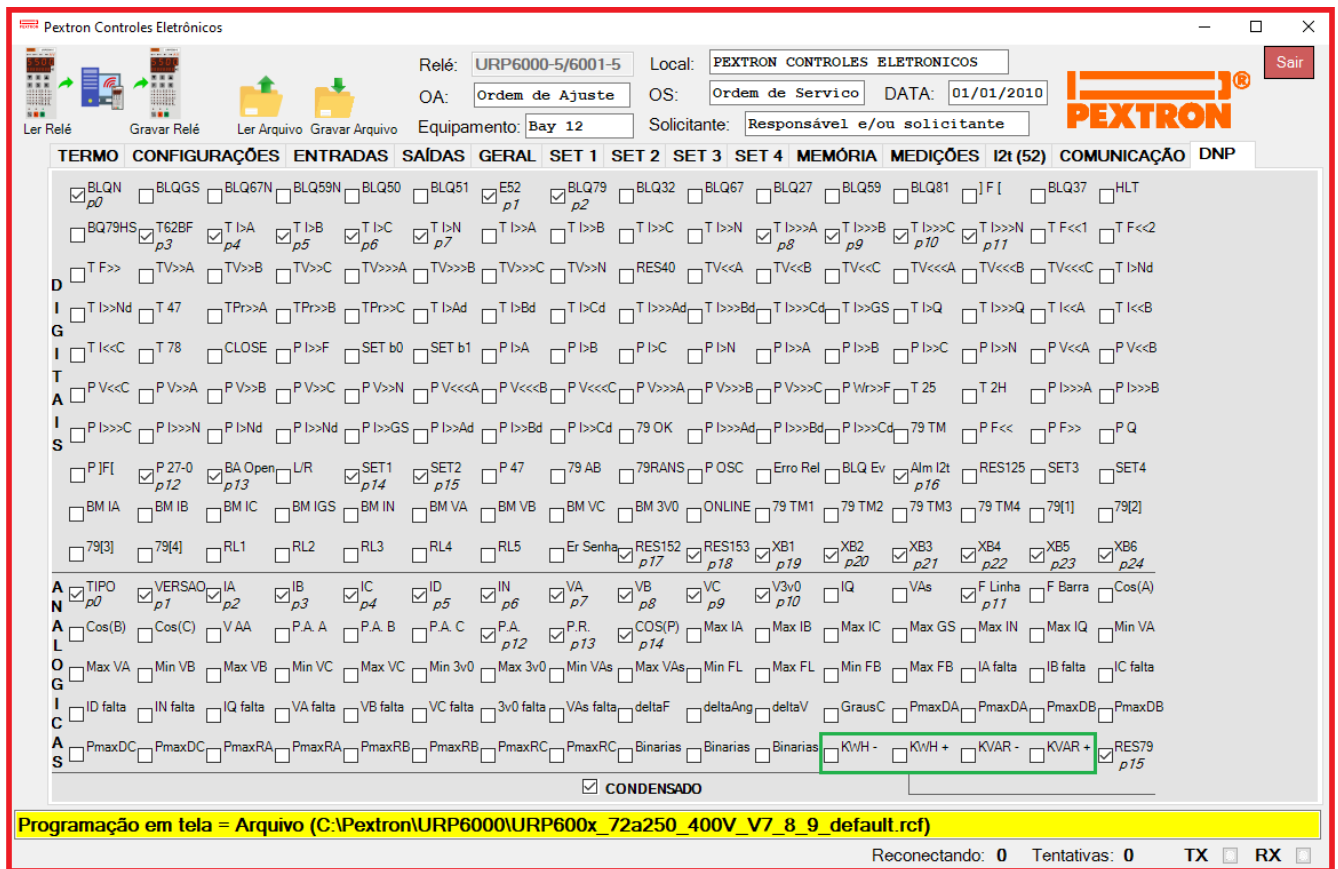 Pextron Controles Eletrônicos
Relé: URP6000-5/6001-5 Local: PEXTRON CONTROLES ELETRONICOS Sair
OA: Ordem de Ajuste OS: Ordem de Servico DATA: 01/01/2010
Ler Relé Gravar Relé Ler Arquivo Gravar Arquivo Equipamento: Bay 12 Solicitante: Responsável e/ou solicitante PEXTRON®
TERMO CONFIGURAÇÕES ENTRADAS SAÍDAS GERAL SET 1 SET 2 SET 3 SET 4 MEMÓRIA MEDIÇÕES I2t (52) COMUNICAÇÃO DNP
DIGITAIS
BLQN BLQGS BLQ67N BLQ59N BLQ50 BLQ51 E52 BLQ79 BLQ32 BLQ67 BLQ27 BLQ59 BLQ81 ] F [ BLQ37 HLT
p0 p1 p2
BQ79HS T62BF T I>A T I>B T I>C T I>N T I>>A T I>>B T I>>C T I>>N T I>>>A T I>>>B T I>>>C T I>>>N T F<<1 T F<<2
p3 p4 p5 p6 p7 p8 p9 p10 p11
T F>> TV>>A TV>>B TV>>C TV>>>A TV>>>B TV>>>C TV>>N RES40 TV<<A TV<<B TV<<C TV<<<A TV<<<B TV<<<C T I>Nd
T I>>Nd T 47 TPr>>A TPr>>B TPr>>C T I>Ad T I>Bd T I>Cd T I>>>Ad T I>>>Bd T I>>>Cd T I>>GS T I>Q T I>>>Q T I<<A T I<<B
T I<<C T 78 CLOSE P I>>F SET b0 SET b1 P I>A P I>B P I>C P I>N P I>>A P I>>B P I>>C P I>>N P V<<A P V<<B
P V<<C P V>>A P V>>B P V>>C P V>>N P V<<<A P V<<<B P V<<<C P V>>>A P V>>>B P V>>>C P Wr>>F T 25 T 2H P I>>>A P I>>>B
P I>>>C P I>>>N P I>Nd P I>>Nd P I>>GS P I>>Ad P I>>Bd P I>>Cd 79 OK P I>>>Ad P I>>>Bd P I>>>Cd 79 TM P F<< P F>> P Q
P ]F[ P 27-0 BA Open L/R SET1 SET2 P 47 79 AB 79RANS P OSC Erro Rel BLQ Ev Alm I2t RES125 SET3 SET4
p12 p13 p14 p15 p16
BM IA BM IB BM IC BM IGS BM IN BM VA BM VB BM VC BM 3V0 ONLINE 79 TM1 79 TM2 79 TM3 79 TM4 79[1] 79[2]
79[3] 79[4] RL1 RL2 RL3 RL4 RL5 Er Senha RES152 RES153 XB1 XB2 XB3 XB4 XB5 XB6
p17 p18 p19 p20 p21 p22 p23 p24
ANALOGICAS
TIPO VERSAO IA IB IC ID IN VA VB VC V3v0 IQ VAs F Linha F Barra Cos(A)
p0 p1 p2 p3 p4 p5 p6 p7 p8 p9 p10 p11
Cos(B) Cos(C) V AA P.A. A P.A. B P.A. C P.A. P.R. COS(P) Max IA Max IB Max IC Max GS Max IN Max IQ Min VA
p12 p13 p14
Max VA Min VB Max VB Min VC Max VC Min 3v0 Max 3v0 Min VAs Max VAs Min FL Max FL Min FB Max FB IA falta IB falta IC falta
ID falta IN falta IQ falta VA falta VB falta VC falta 3v0 falta VAs falta deltaF deltaAng deltaV GrausC PmaxDA PmaxDA PmaxDB PmaxDB
PmaxDC PmaxDC PmaxRA PmaxRA PmaxRB PmaxRB PmaxRC PmaxRC Binarias Binarias Binarias KWH - KWH + KVAR - KVAR + RES79
p15
CONDENSADO
Programação em tela = Arquivo (C:\Pextron\URP6000\URP600x_72a250_400V_V7_8_9_default.rcf)
Reconectando: 0 Tentativas: 0 TX RX